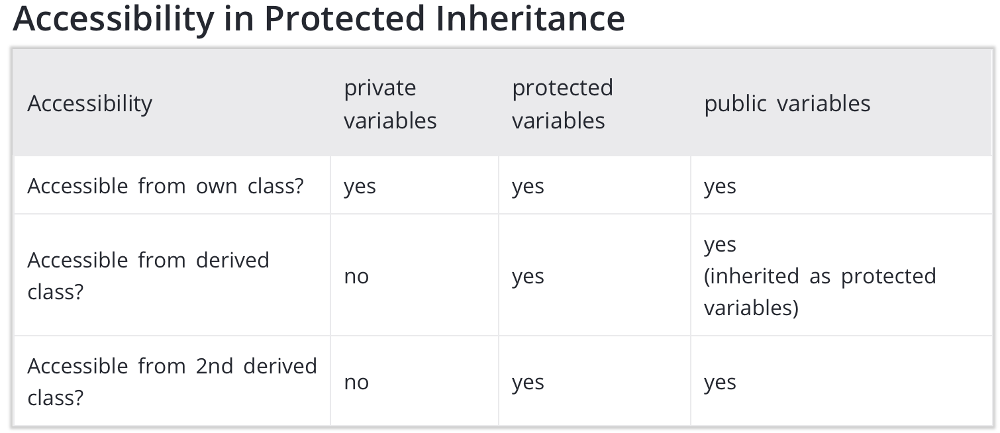 Accessibility in Protected Inheritance
Accessibility
private
variables
protected
variables
public variables
Accessible from own class?
yes
yes
yes
Accessible from derived
class?
no
yes
yes
(inherited as protected
variables)
Accessible from 2nd derived
class?
no
yes
yes